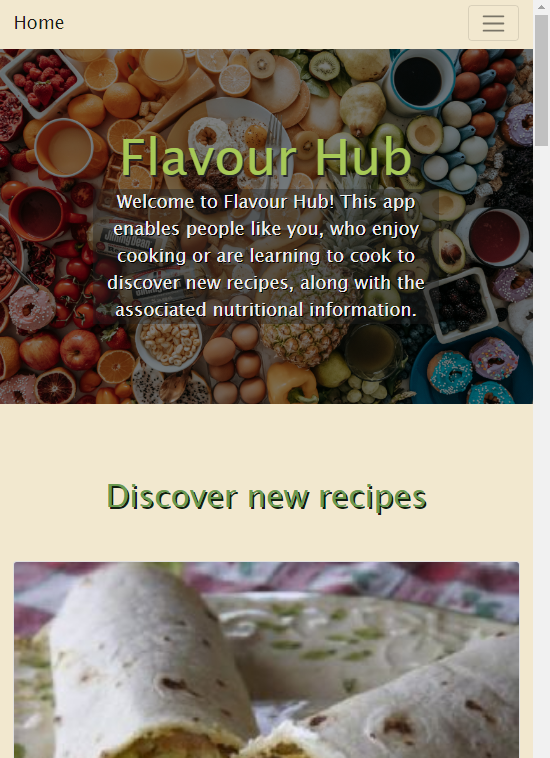 Home
Flavour Hub
Welcome to Flavour Hub! This app
enables people like you, who enjoy
cooking or are learning to cook to
discover new recipes, along with the
associated nutritional information.
Discover new recipes